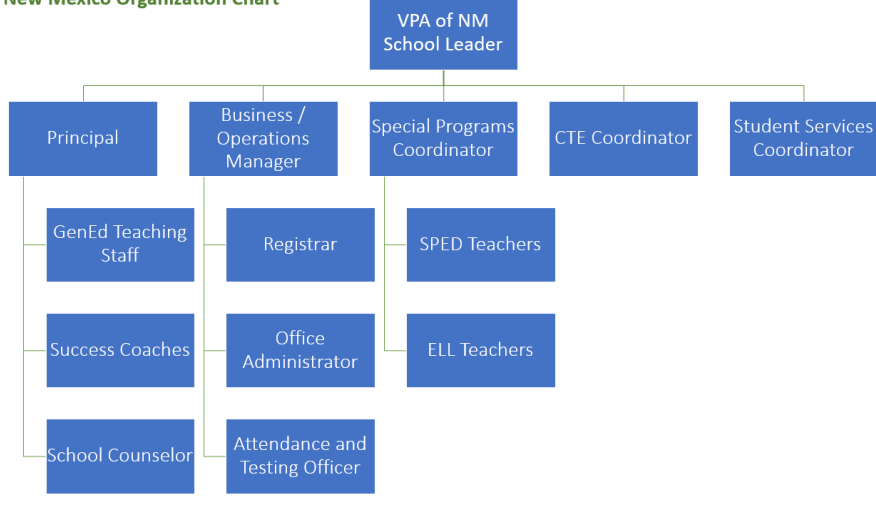 New Mexico Organization Chart
VPA of NM
School Leader
Principal
Business /
Operations
Manager
Special Programs
Coordinator
CTE Coordinator
Student Services
Coordinator
GenEd Teaching
Staff
Registrar
SPED Teachers
Success Coaches
Office
Administrator
ELL Teachers
School Counselor
Attendance and
Testing Officer